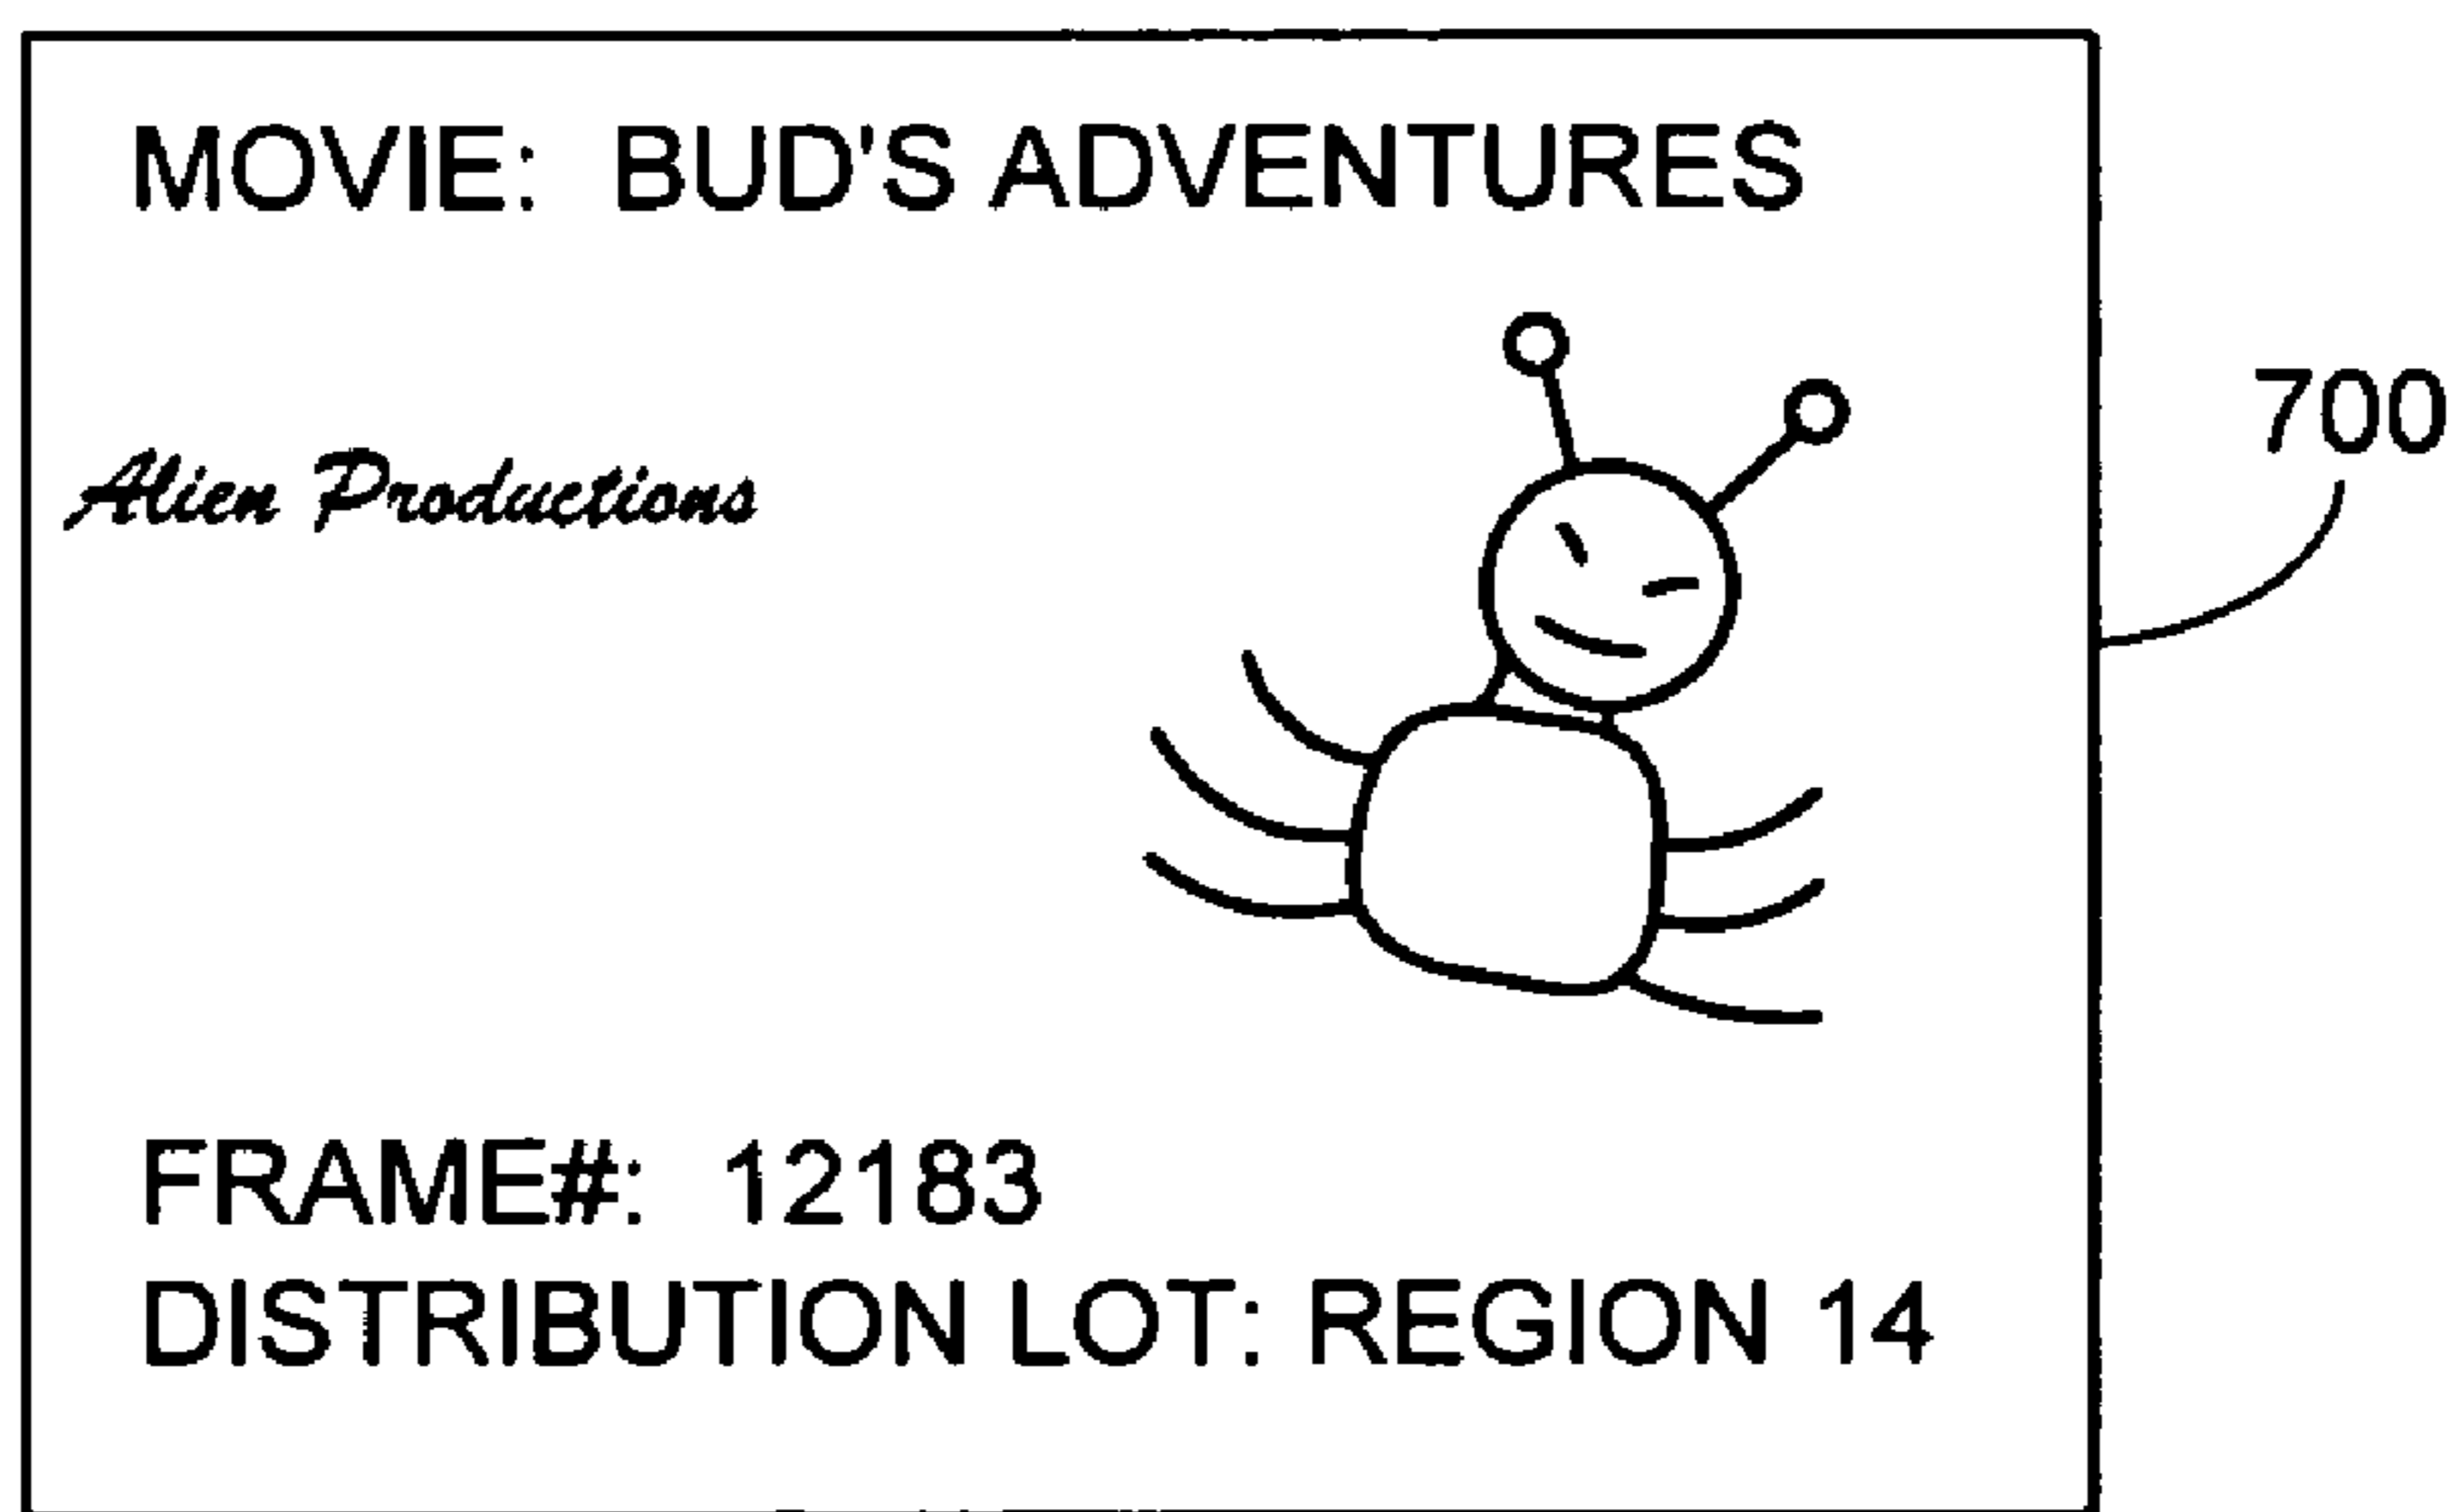 MOVIE: BUD'S ADVENTURES
700
Alien Productions
FRAME#: 12183
DISTRIBUTION LOT: REGION 14